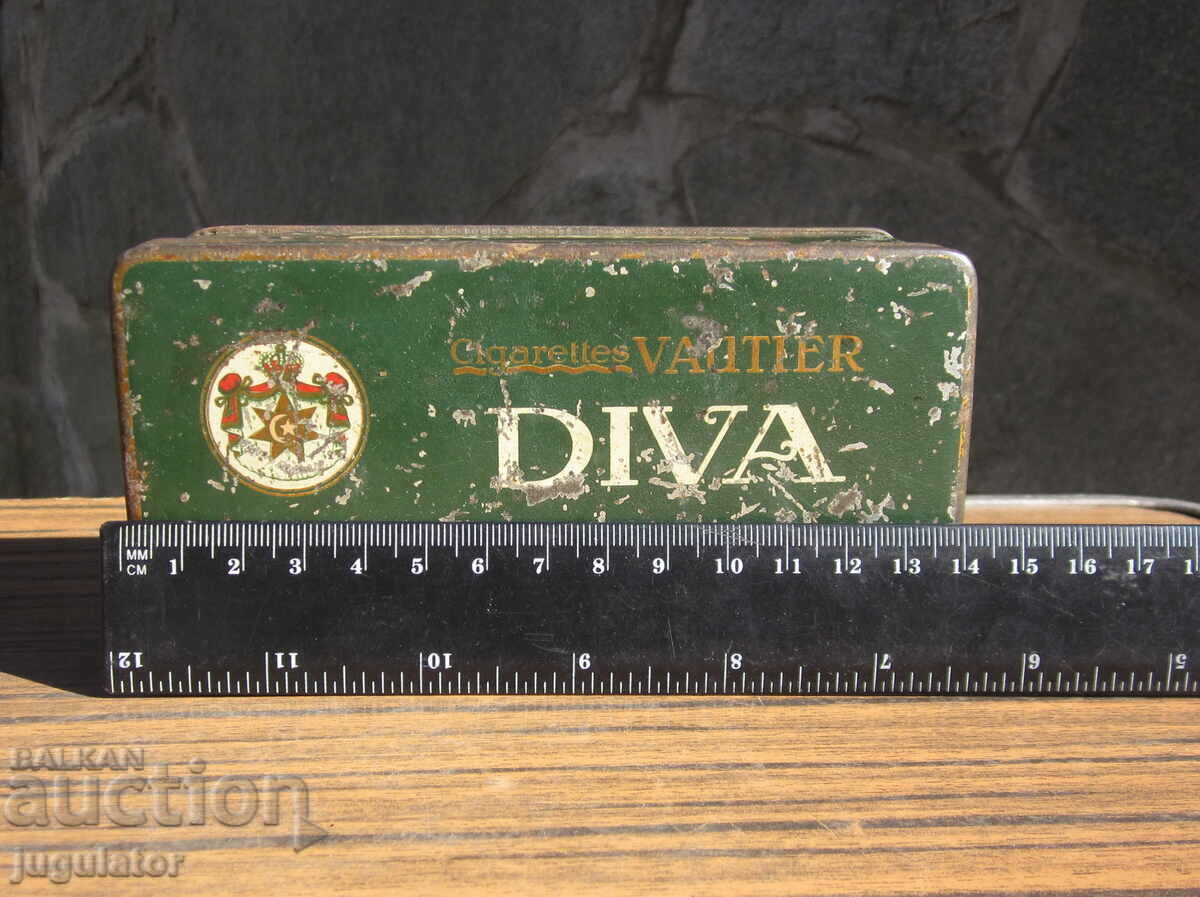 Cigarettes VAUTIER
DIVA
MM
CM 1 2 3 4 5 6 7 8 9 10 11 12 13 14 15 16 17
12 11 10 9 8 7 6 5
BALKAN
auction
jugulator